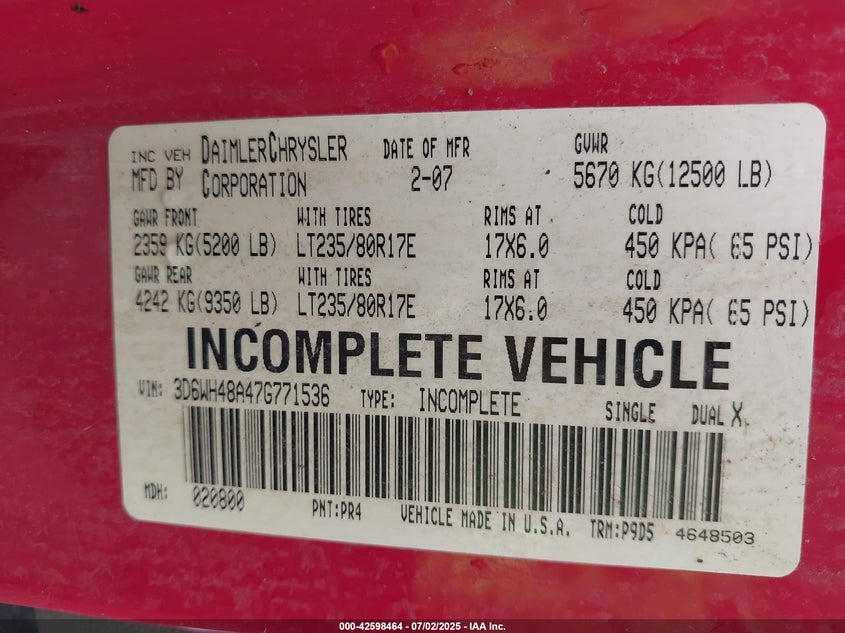 INC VEH DAIMLERCHRYSLER DATE OF MFR GVWR
MFD BY CORPORATION 2-07 5670 KG(12500 LB)
GAWR FRONT WITH TIRES RIMS AT COLD
2359 KG(5200 LB) LT235/80R17E 17X6.0 450 KPA( 65 PSI)
GAWR REAR WITH TIRES RIMS AT COLD
4242 KG(9350 LB) LT235/80R17E 17X6.0 450 KPA( 65 PSI)
INCOMPLETE VEHICLE
VIN: 3D6WH48A47G771536 TYPE: INCOMPLETE SINGLE DUAL X
MDH: 020800 PNT:PR4 VEHICLE MADE IN U.S.A. TRM:P9D5 4648503
000-42598464 - 07/02/2025 - IAA Inc.